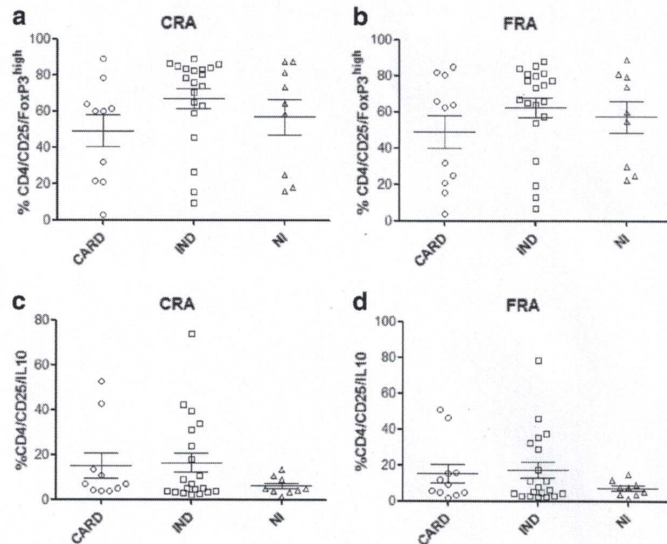 a
CRA
% CD4/CD25/FoxP3high
100
80
60
40
20
0
CARD
IND
NI
b
FRA
% CD4/CD25/FoxP3high
100
80
60
40
20
0
CARD
IND
NI
c
CRA
%CD4/CD25/IL10
80
60
40
20
0
CARD
IND
NI
d
FRA
%CD4/CD25/IL10
100
80
60
40
20
0
CARD
IND
NI